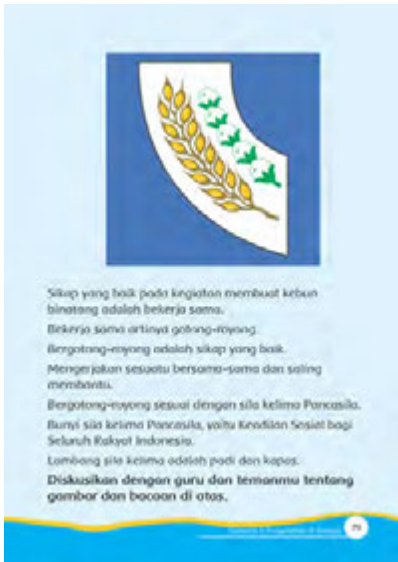 Sikap yang baik pada kegiatan membuat kebun
binatang adalah bekerja sama.
Bekerja sama artinya gotong-royong.
Bergotong-royong adalah sikap yang baik.
Mengerjakan sesuatu bersama-sama dan saling
membantu.
Bergotong-royong sesuai dengan sila kelima Pancasila.
Bunyi sila kelima Pancasila, yaitu Keadilan Sosial bagi
Seluruh Rakyat Indonesia.
Lambang sila kelima adalah padi dan kapas.
Diskusikan dengan guru dan temanmu tentang
gambar dan bacaan di atas.